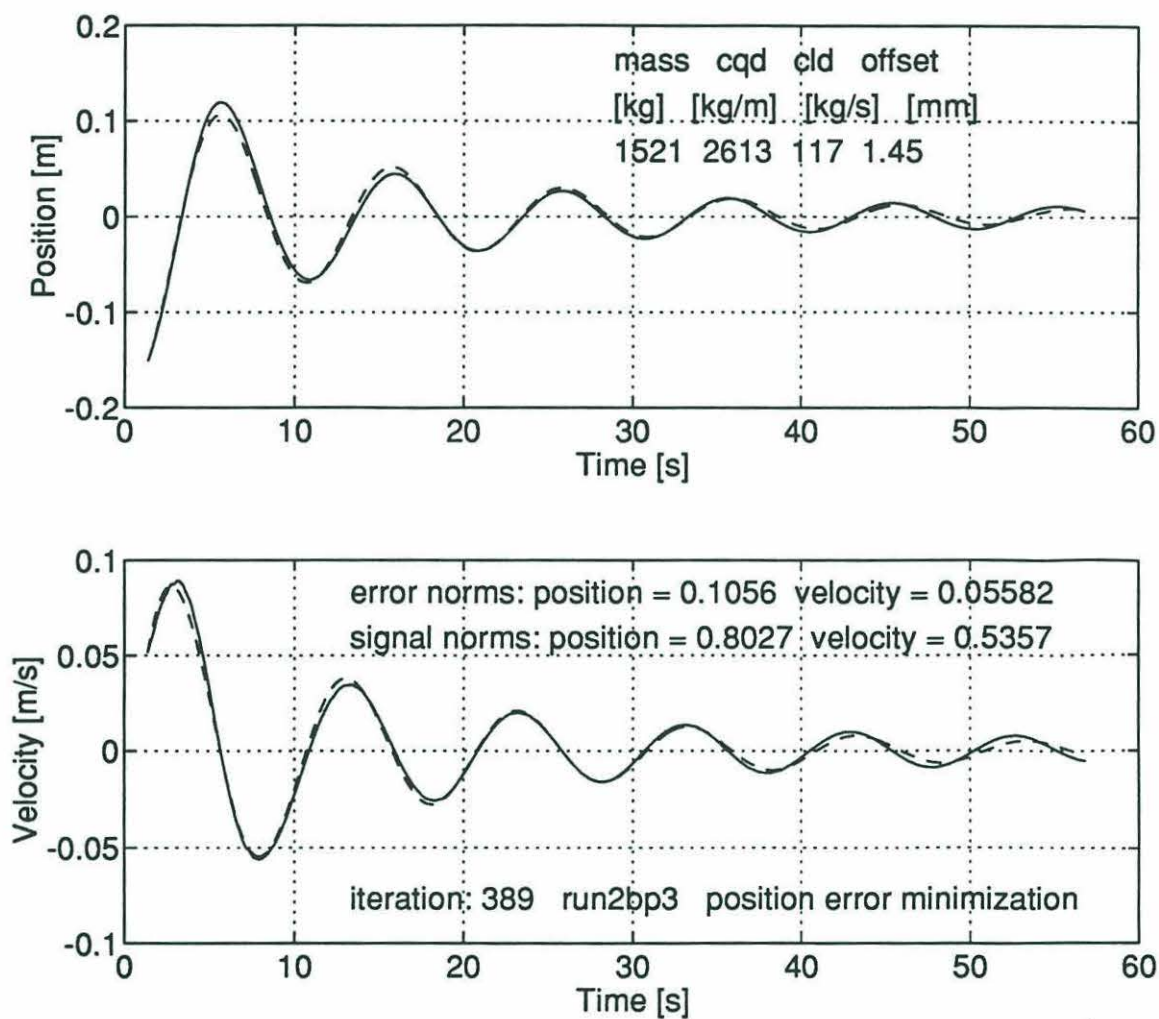 0.2
0.1
0
-0.1
-0.2
Position [m]
mass cqd cld offset
[kg] [kg/m] [kg/s] [mm]
1521 2613 117 1.45
0 10 20 30 40 50 60
Time [s]
0.1
0.05
0
-0.05
-0.1
Velocity [m/s]
error norms: position = 0.1056 velocity = 0.05582
signal norms: position = 0.8027 velocity = 0.5357
iteration: 389 run2bp3 position error minimization
0 10 20 30 40 50 60
Time [s]